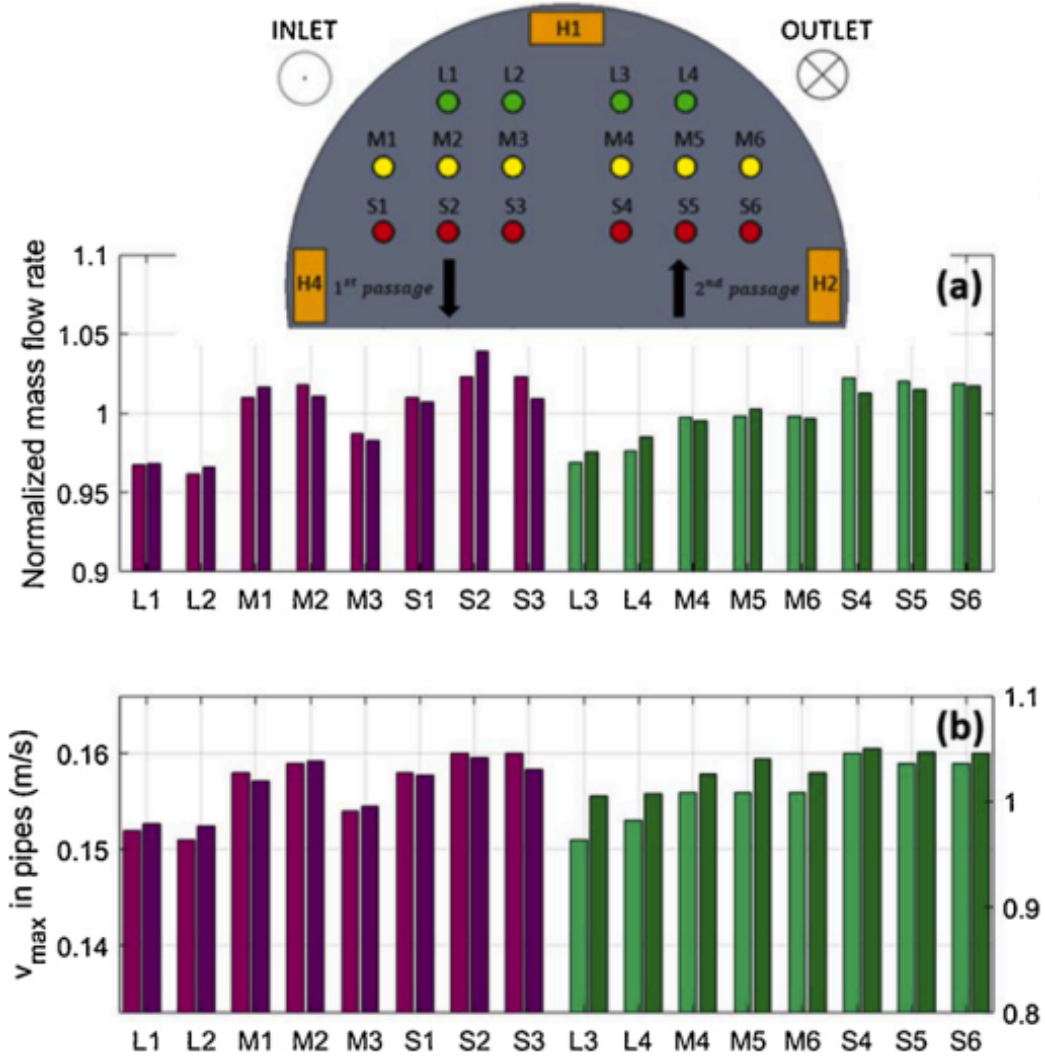 INLET
H1
OUTLET
L1 L2 L3 L4
M1 M2 M3 M4 M5 M6
S1 S2 S3 S4 S5 S6
H4 1st passage 2nd passage H2
(a)
Normalized mass flow rate
1.1
1.05
1
0.95
0.9
L1 L2 M1 M2 M3 S1 S2 S3 L3 L4 M4 M5 M6 S4 S5 S6
(b)
vmax in pipes (m/s)
0.16
0.15
0.14
1.1
1
0.9
0.8
L1 L2 M1 M2 M3 S1 S2 S3 L3 L4 M4 M5 M6 S4 S5 S6